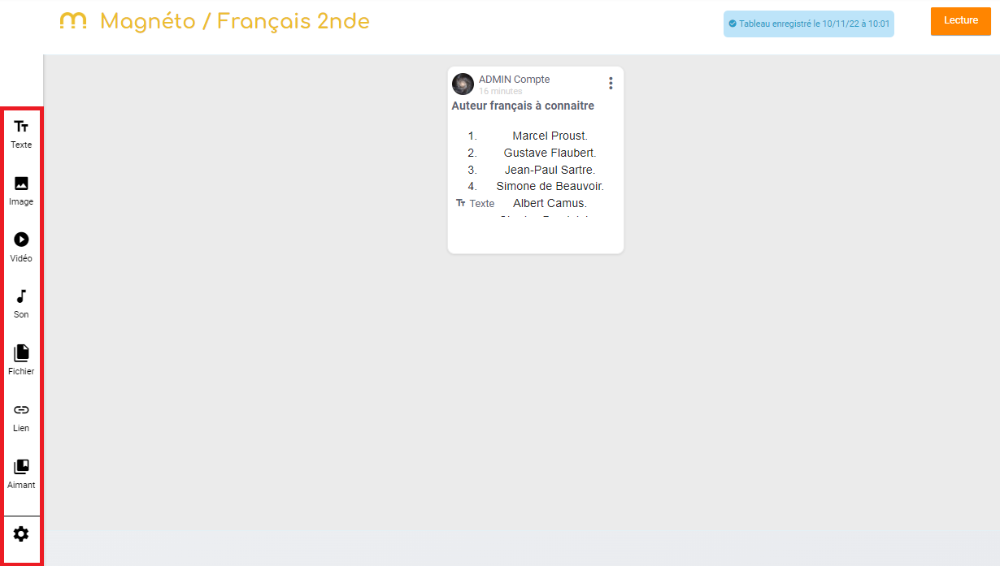 Magnéto / Français 2nde
Tableau enregistré le 10/11/22 à 10:01
Lecture
Texte
Image
Vidéo
Son
Fichier
Lien
Aimant
ADMIN Compte
16 minutes
Auteur français à connaitre
1. Marcel Proust.
2. Gustave Flaubert.
3. Jean-Paul Sartre.
4. Simone de Beauvoir.
Texte Albert Camus.